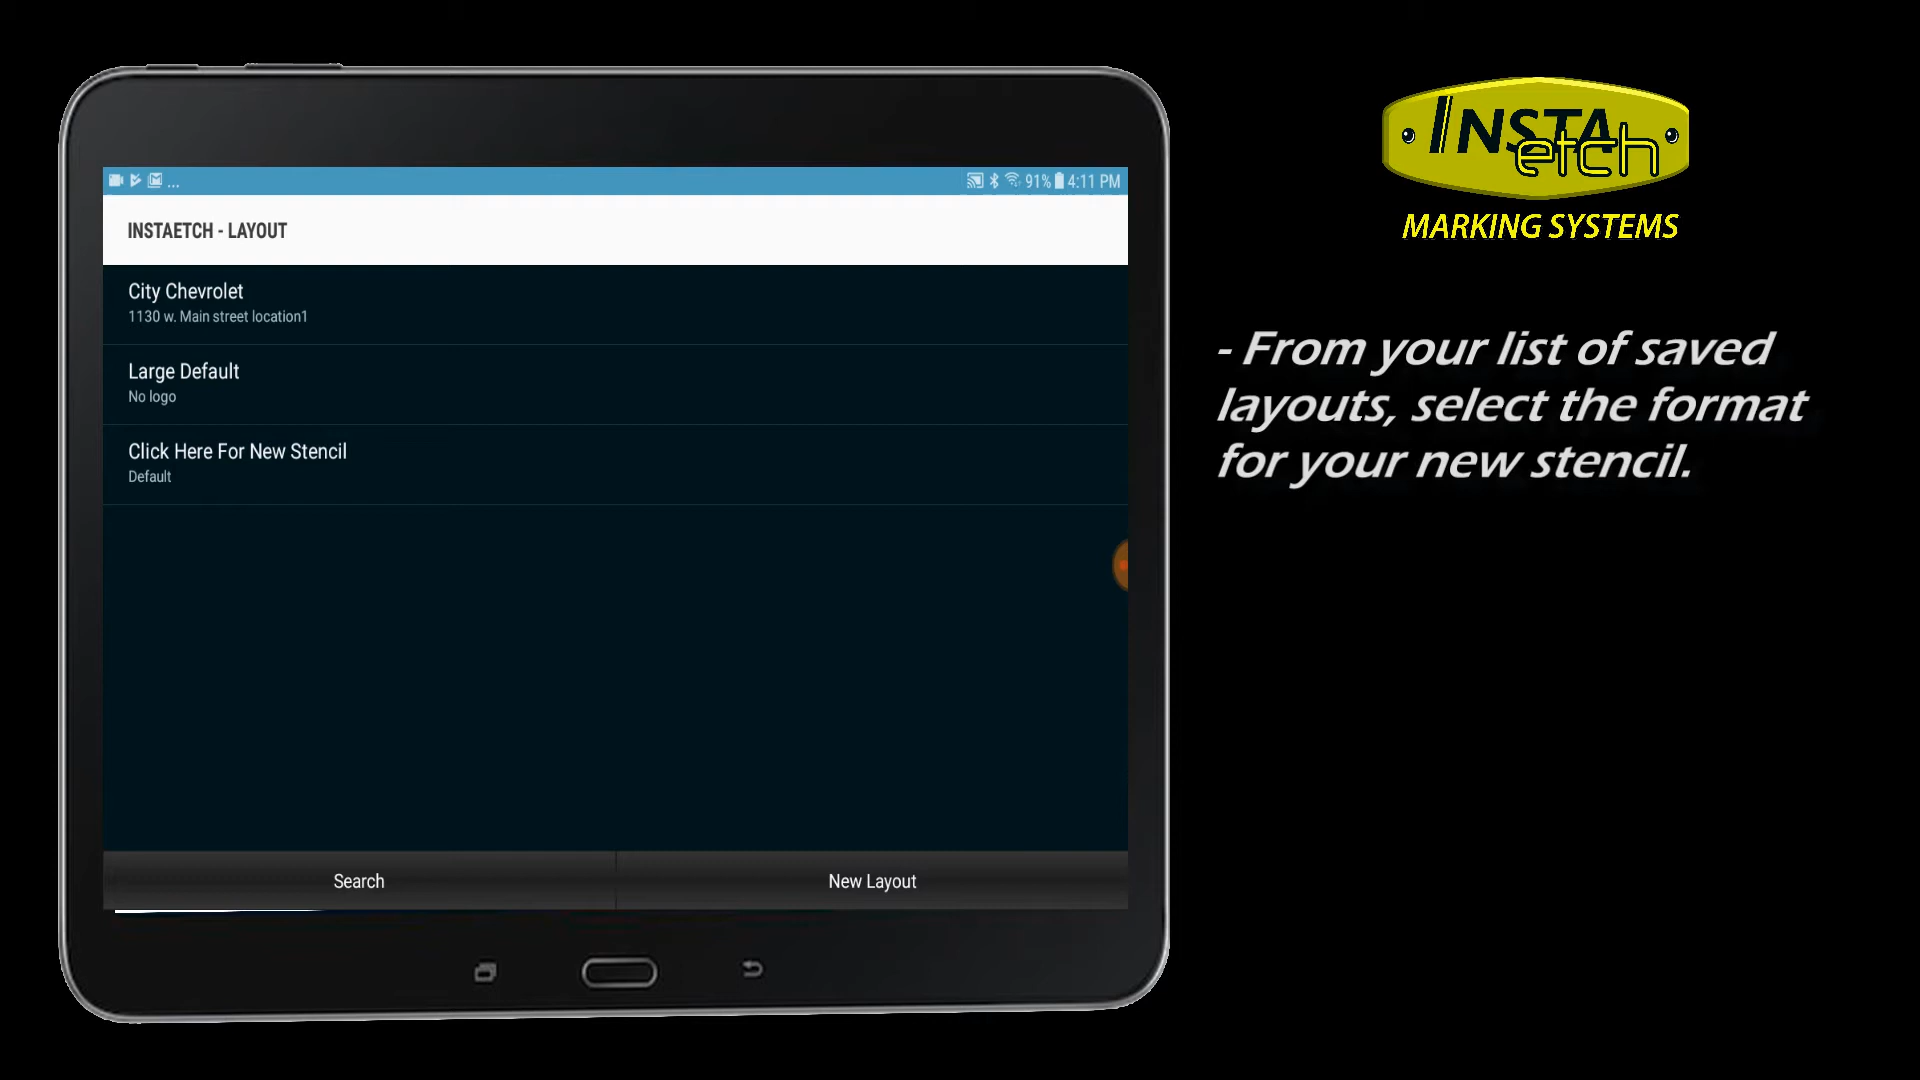 INSTA
etch
MARKING SYSTEMS
... 91% 4:11 PM
INSTAETCH - LAYOUT
City Chevrolet
1130 w. Main street location1
Large Default
No logo
Click Here For New Stencil
Default
Search New Layout
- From your list of saved
layouts, select the format
for your new stencil.